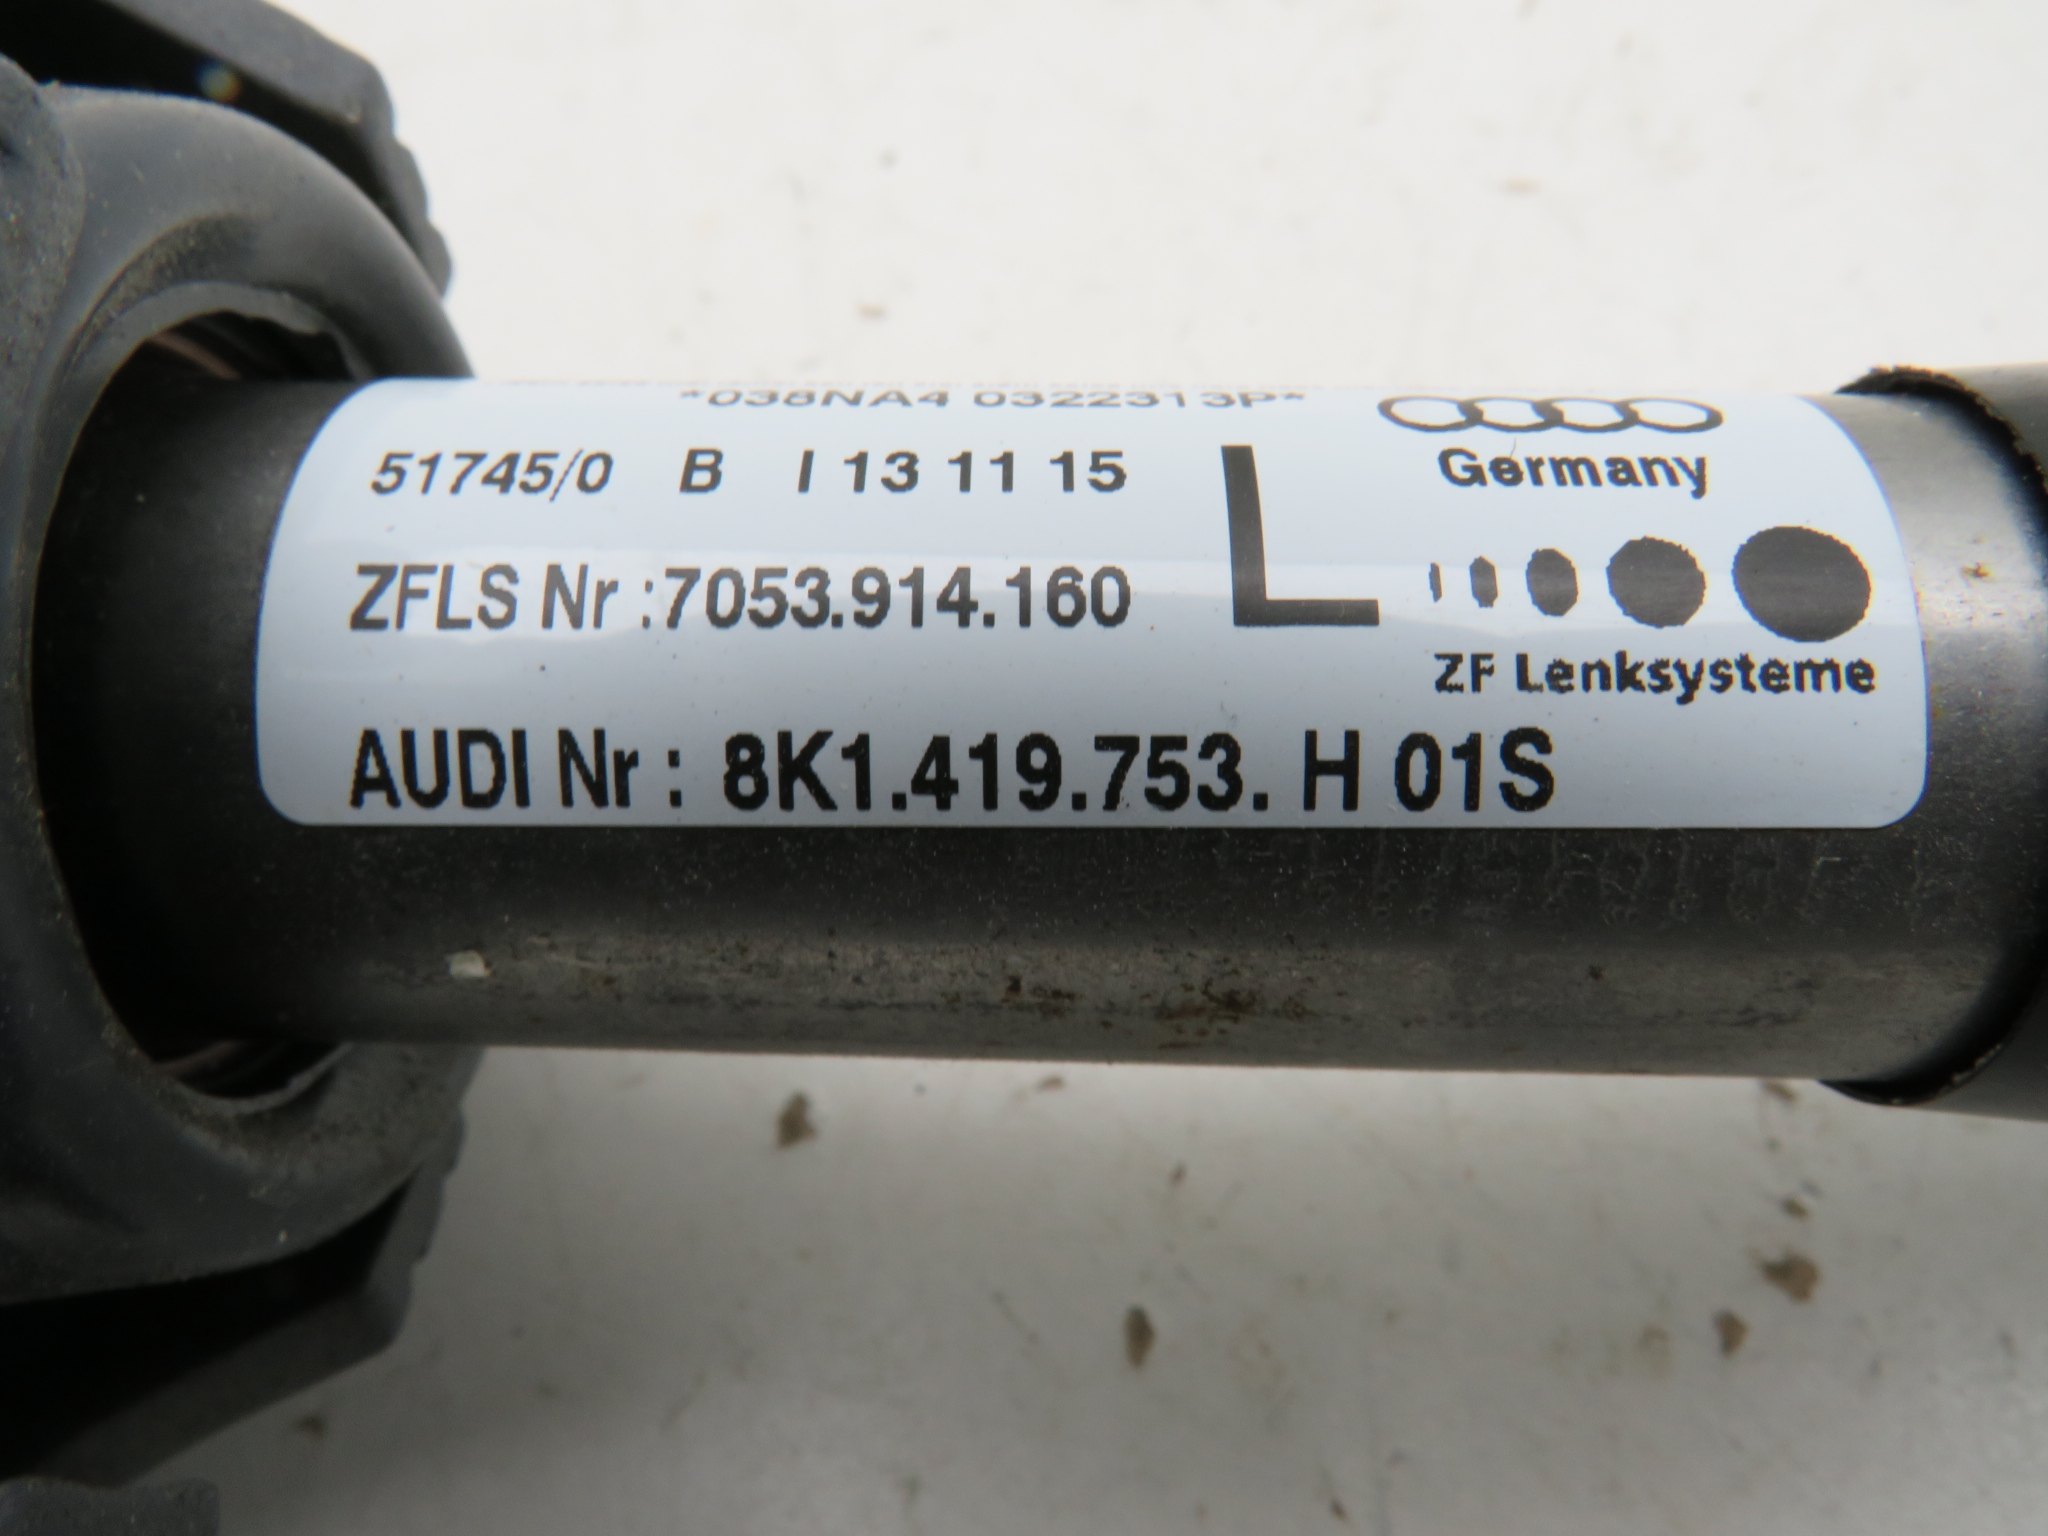 *038NA4 0322313P*
51745/0 B I 13 11 15
L
Germany
ZFLS Nr :7053.914.160
ZF Lenksysteme
AUDI Nr : 8K1.419.753. H 01S